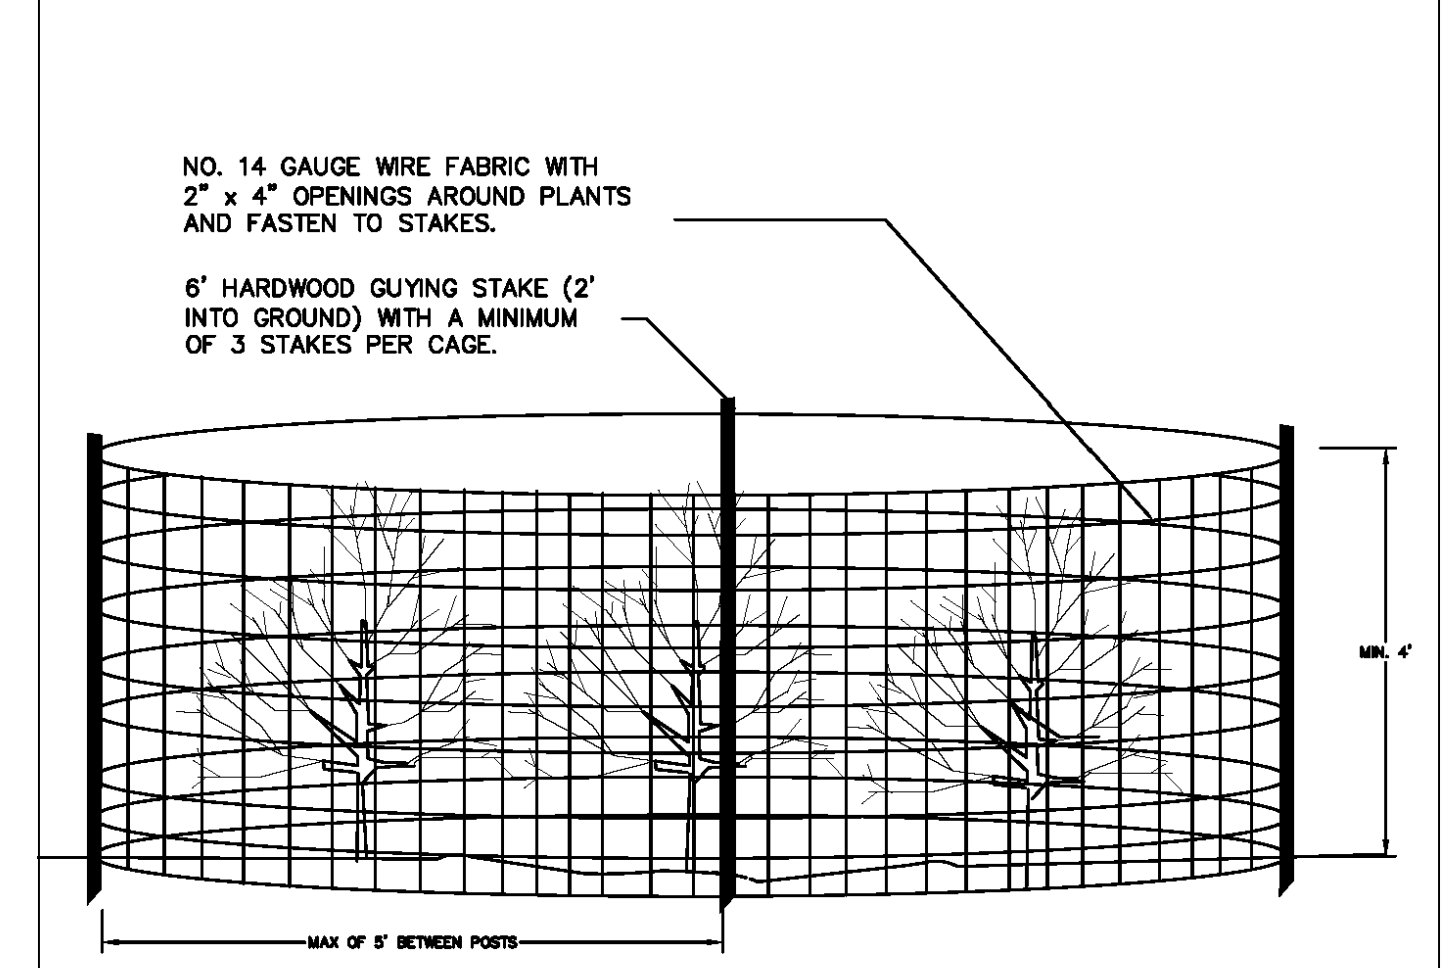 NO. 14 GAUGE WIRE FABRIC WITH
2" x 4" OPENINGS AROUND PLANTS
AND FASTEN TO STAKES.
6' HARDWOOD GUYING STAKE (2'
INTO GROUND) WITH A MINIMUM
OF 3 STAKES PER CAGE.
MIN. 4'
MAX OF 5' BETWEEN POSTS